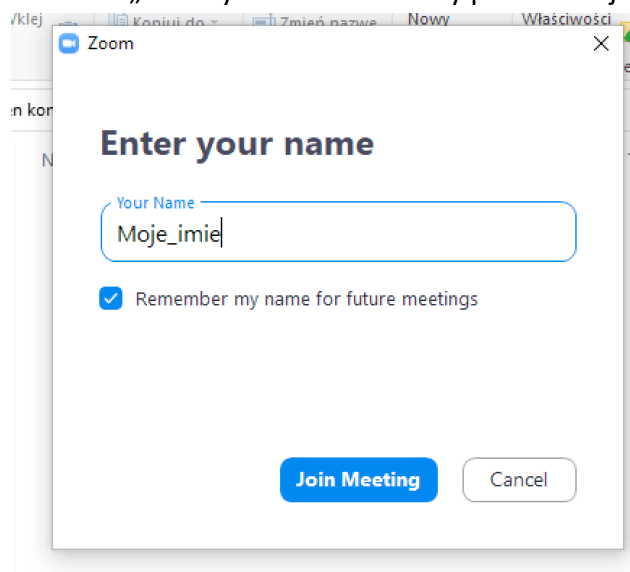 Wklej
Kopiuj do
Zmień nazwę
Nowy
Właściwości
Zoom
Enter your name
Your Name
Moje_imie
Remember my name for future meetings
Join Meeting
Cancel